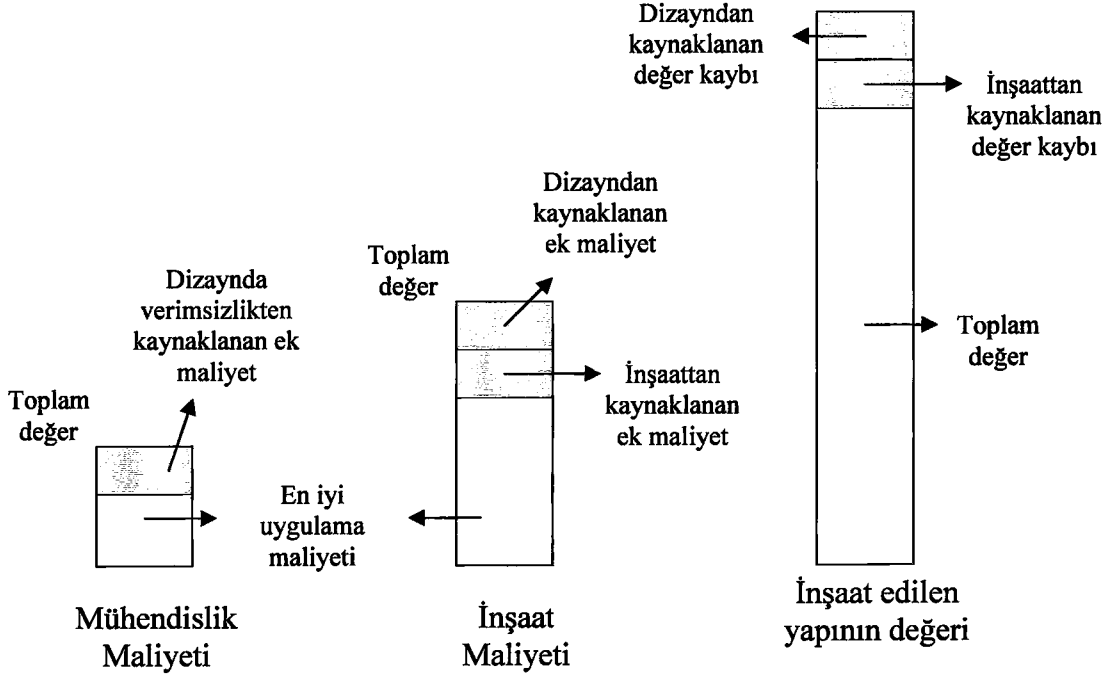 Dizayndan
kaynaklanan
değer kaybı
İnşaattan
kaynaklanan
değer kaybı
Dizayndan
kaynaklanan
ek maliyet
Toplam
değer
Dizaynda
verimsizlikten
kaynaklanan ek
maliyet
Toplam
değer
İnşaattan
kaynaklanan
ek maliyet
Toplam
değer
En iyi
uygulama
maliyeti
Mühendislik
Maliyeti
İnşaat
Maliyeti
İnşaat edilen
yapının değeri